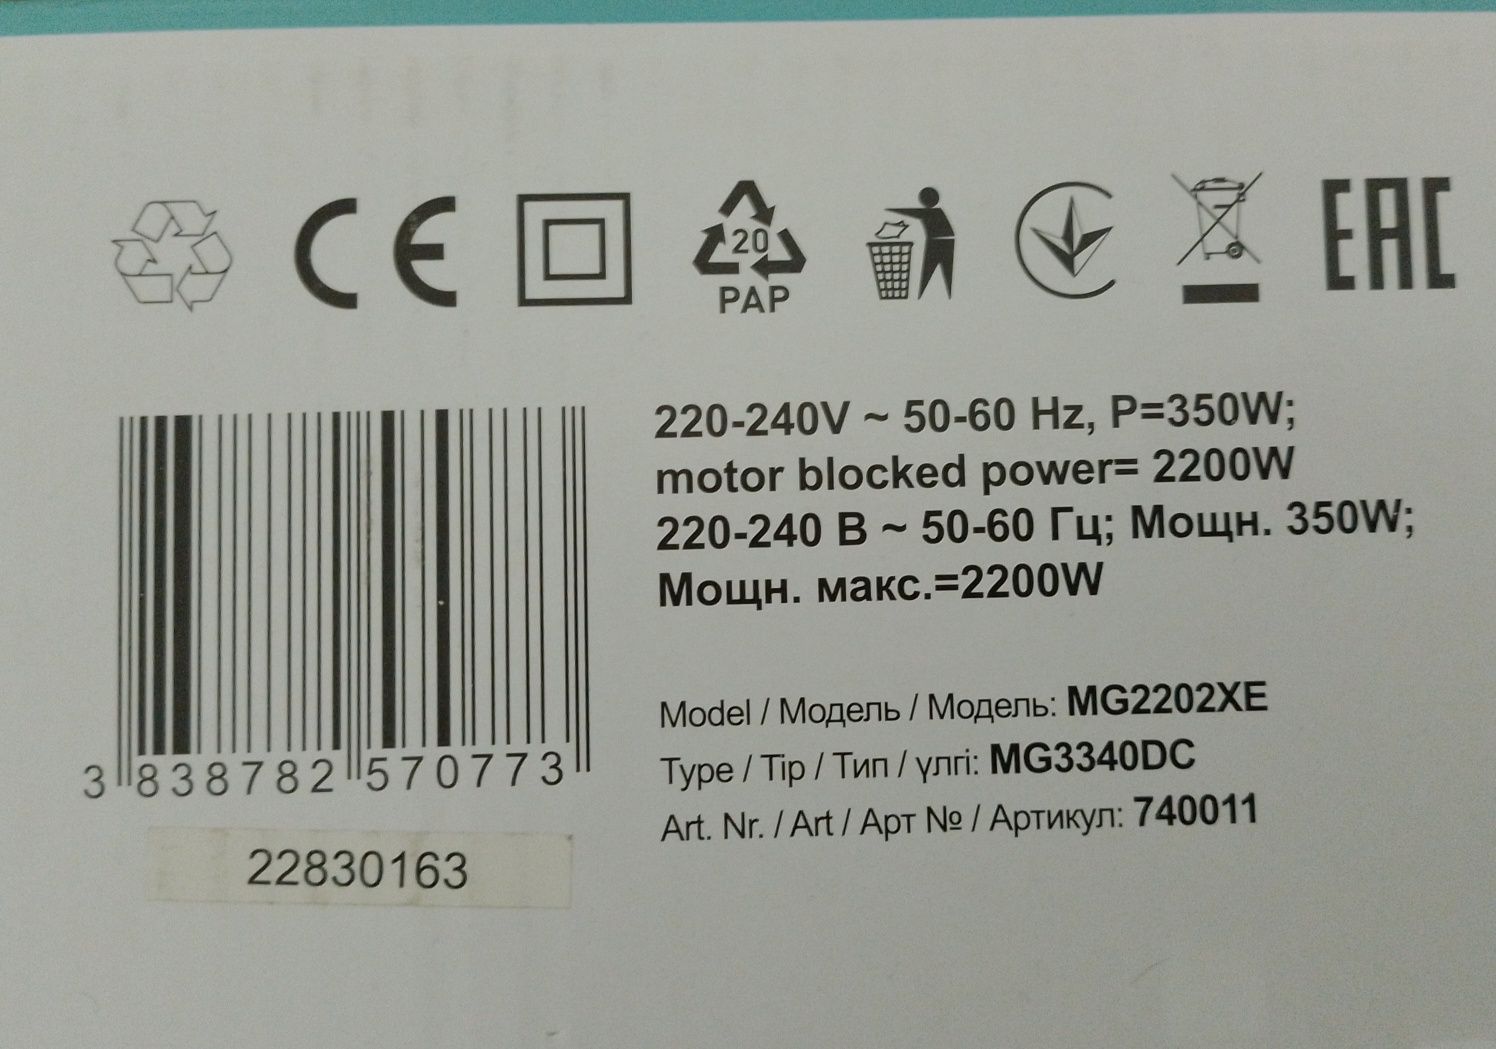 CE
20
PAP
EAC
220-240V ~ 50-60 Hz, P=350W;
motor blocked power= 2200W
220-240 В ~ 50-60 Гц; Мощн. 350W;
Мощн. макс.=2200W
Model / Модель / Модель: MG2202XE
Type / Tip / Тип / үлгі: MG3340DC
Art. Nr. / Art / Арт № / Артикул: 740011
3 838782 570773
22830163